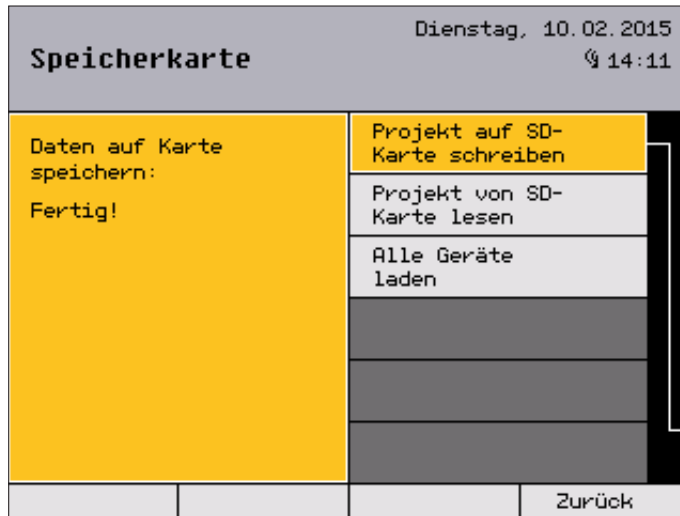 Speicherkarte
Dienstag, 10.02.2015
14:11
Daten auf Karte
speichern:
Fertig!
Projekt auf SD-
Karte schreiben
Projekt von SD-
Karte lesen
Alle Geräte
laden
Zurück